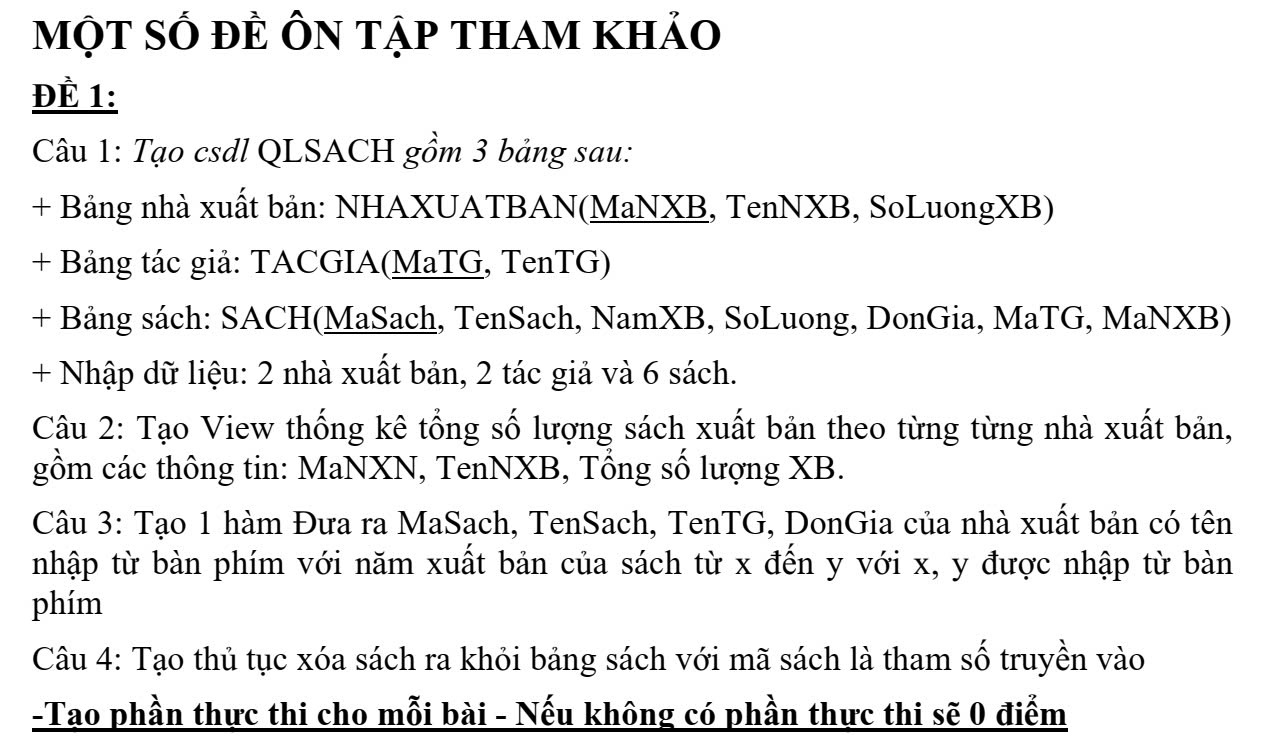 MỘT SỐ ĐỀ ÔN TẬP THAM KHẢO
ĐỀ 1:
Câu 1: Tạo csdl QLSACH gồm 3 bảng sau:
+ Bảng nhà xuất bản: NHAXUATBAN(MaNXB, TenNXB, SoLuongXB)
+ Bảng tác giả: TACGIA(MaTG, TenTG)
+ Bảng sách: SACH(MaSach, TenSach, NamXB, SoLuong, DonGia, MaTG, MaNXB)
+ Nhập dữ liệu: 2 nhà xuất bản, 2 tác giả và 6 sách.
Câu 2: Tạo View thống kê tổng số lượng sách xuất bản theo từng từng nhà xuất bản,
gồm các thông tin: MaNXN, TenNXB, Tổng số lượng XB.
Câu 3: Tạo 1 hàm Đưa ra MaSach, TenSach, TenTG, DonGia của nhà xuất bản có tên
nhập từ bàn phím với năm xuất bản của sách từ x đến y với x, y được nhập từ bàn
phím
Câu 4: Tạo thủ tục xóa sách ra khỏi bảng sách với mã sách là tham số truyền vào
-Tạo phần thực thi cho mỗi bài - Nếu không có phần thực thi sẽ 0 điểm